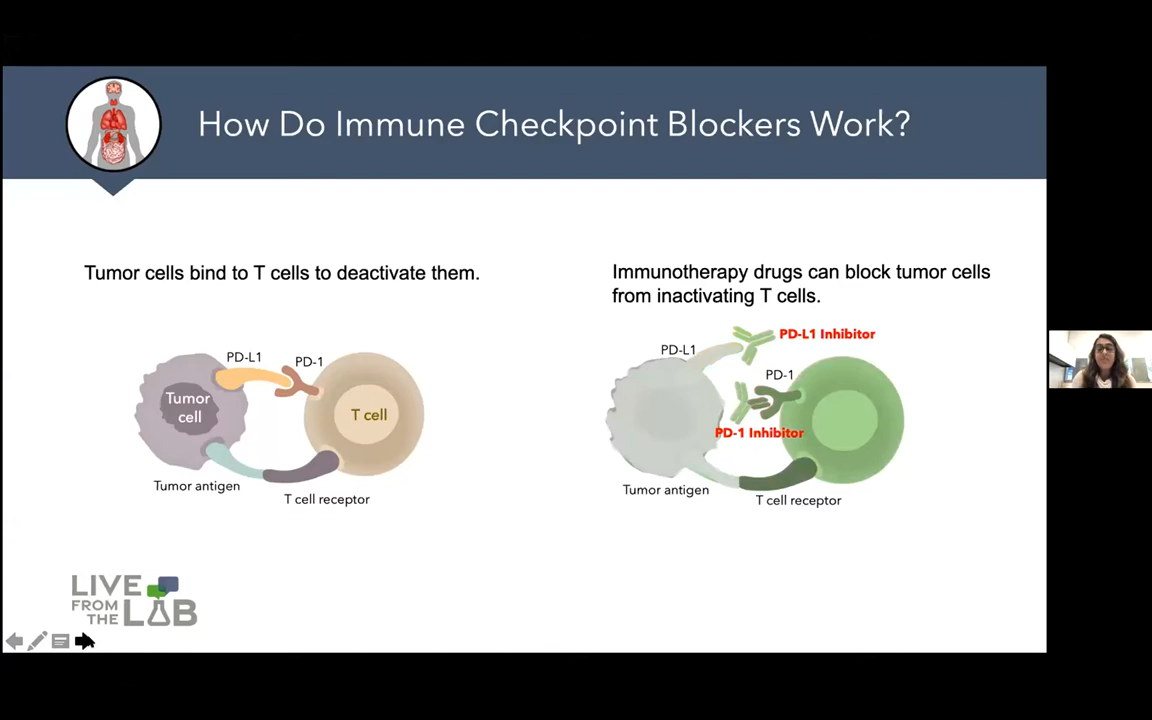 How Do Immune Checkpoint Blockers Work?
Tumor cells bind to T cells to deactivate them.
PD-L1
PD-1
Tumor
cell
T cell
Tumor antigen
T cell receptor
Immunotherapy drugs can block tumor cells
from inactivating T cells.
PD-L1 Inhibitor
PD-L1
PD-1
PD-1 Inhibitor
Tumor antigen
T cell receptor
LIVE
FROM
THE
LAB